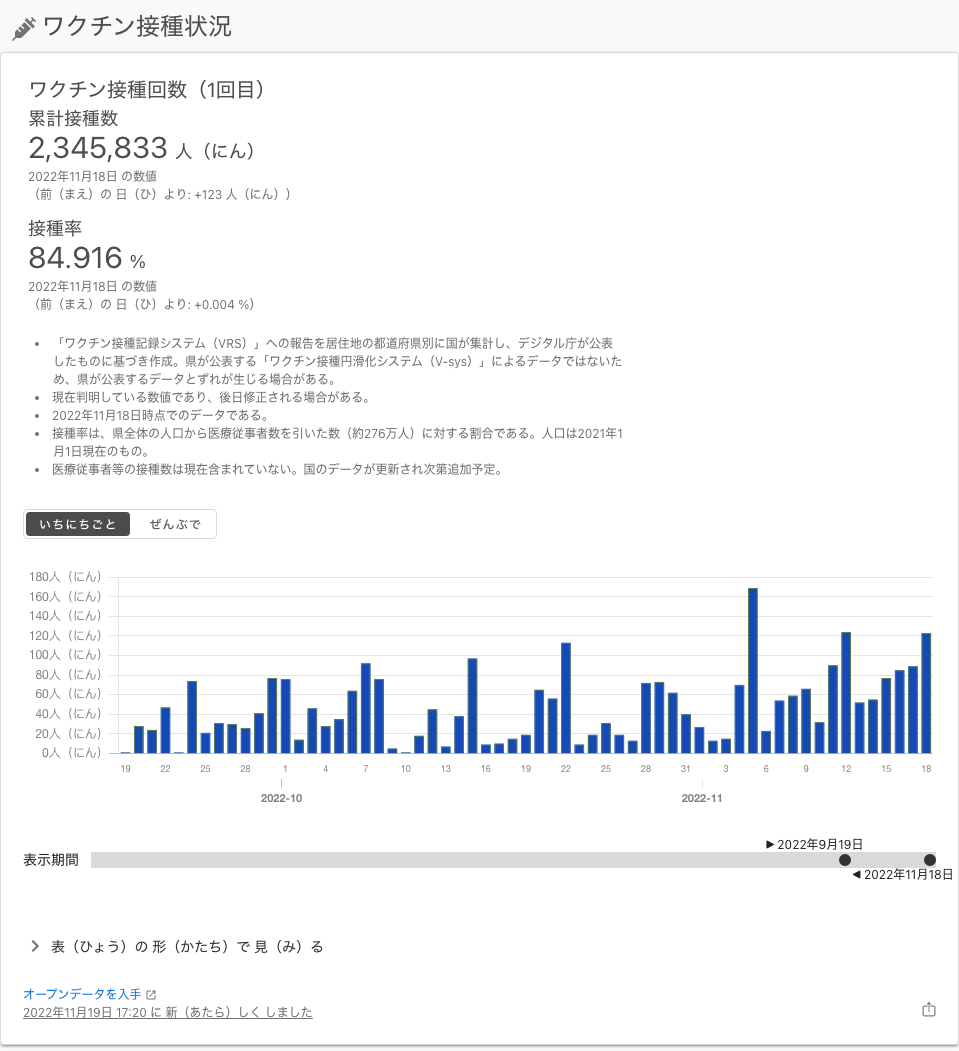 ワクチン接種状況
ワクチン接種回数（1回目）
累計接種数
2,345,833 人（にん）
2022年11月18日 の数値
（前（まえ）の 日（ひ）より: +123 人（にん））
接種率
84.916 %
2022年11月18日 の数値
（前（まえ）の 日（ひ）より: +0.004 %）
• 「ワクチン接種記録システム（VRS）」への報告を居住地の都道府県別に国が集計し、デジタル庁が公表
したものに基づき作成。県が公表する「ワクチン接種円滑化システム（V-sys）」によるデータではないた
め、県が公表するデータとずれが生じる場合がある。
• 現在判明している数値であり、後日修正される場合がある。
• 2022年11月18日時点でのデータである。
• 接種率は、県全体の人口から医療従事者数を引いた数（約276万人）に対する割合である。人口は2021年1
月1日現在のもの。
• 医療従事者等の接種数は現在含まれていない。国のデータが更新され次第追加予定。
いちにちごと ぜんぶで
180人（にん）
160人（にん）
140人（にん）
120人（にん）
100人（にん）
80人（にん）
60人（にん）
40人（にん）
20人（にん）
0人（にん）
19 22 25 28 1 4 7 10 13 16 19 22 25 28 31 3 6 9 12 15 18
2022-10 2022-11
▶ 2022年9月19日
表示期間
◀ 2022年11月18日
表（ひょう）の 形（かたち）で 見（み）る
オープンデータを入手
2022年11月19日 17:20 に 新（あたら）しく しました